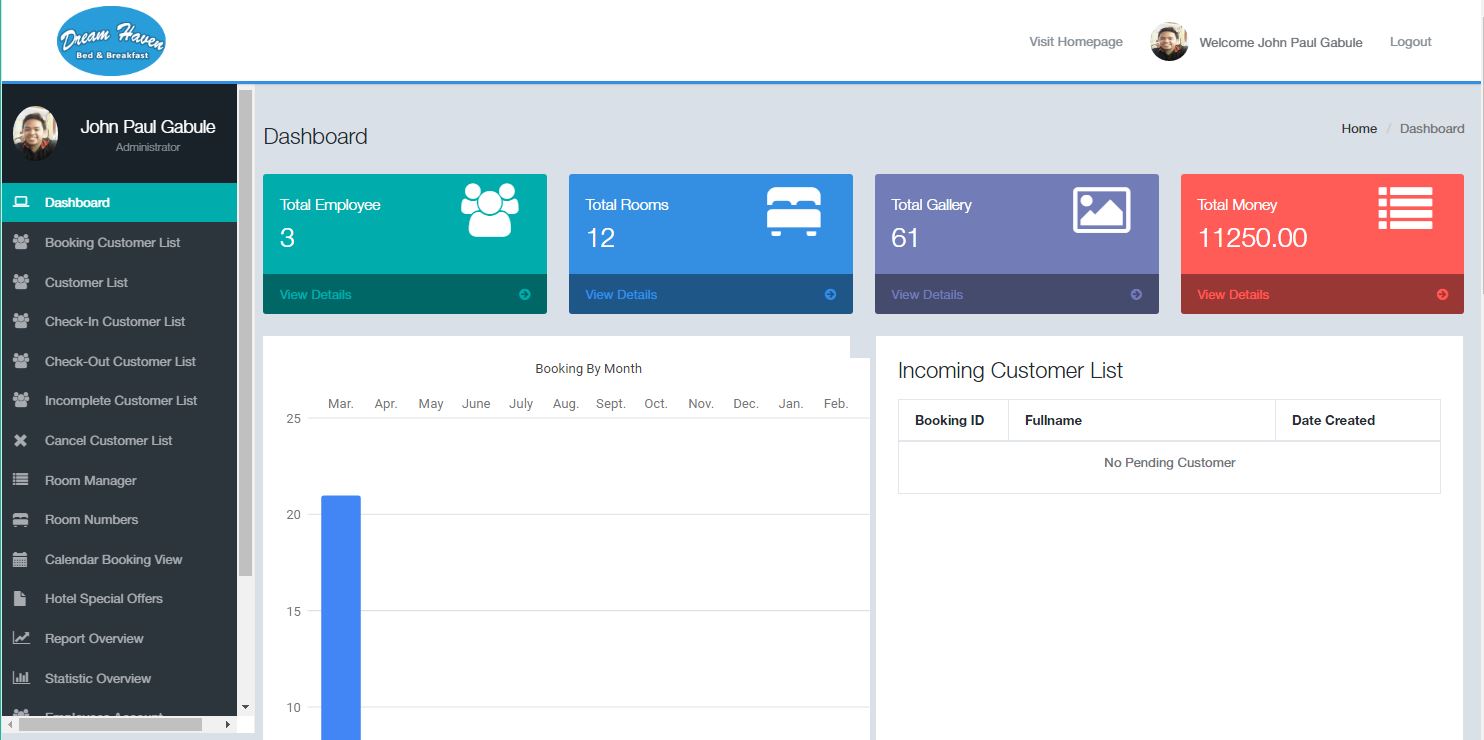 Dream Haven
Bed & Breakfast
Visit Homepage
Welcome John Paul Gabule
Logout
John Paul Gabule
Administrator
Dashboard
Booking Customer List
Customer List
Check-In Customer List
Check-Out Customer List
Incomplete Customer List
Cancel Customer List
Room Manager
Room Numbers
Calendar Booking View
Hotel Special Offers
Report Overview
Statistic Overview
Dashboard
Home / Dashboard
Total Employee
3
View Details
Total Rooms
12
View Details
Total Gallery
61
View Details
Total Money
11250.00
View Details
Booking By Month
Mar. Apr. May June July Aug. Sept. Oct. Nov. Dec. Jan. Feb.
25
20
15
10
Incoming Customer List
Booking ID Fullname Date Created
No Pending Customer